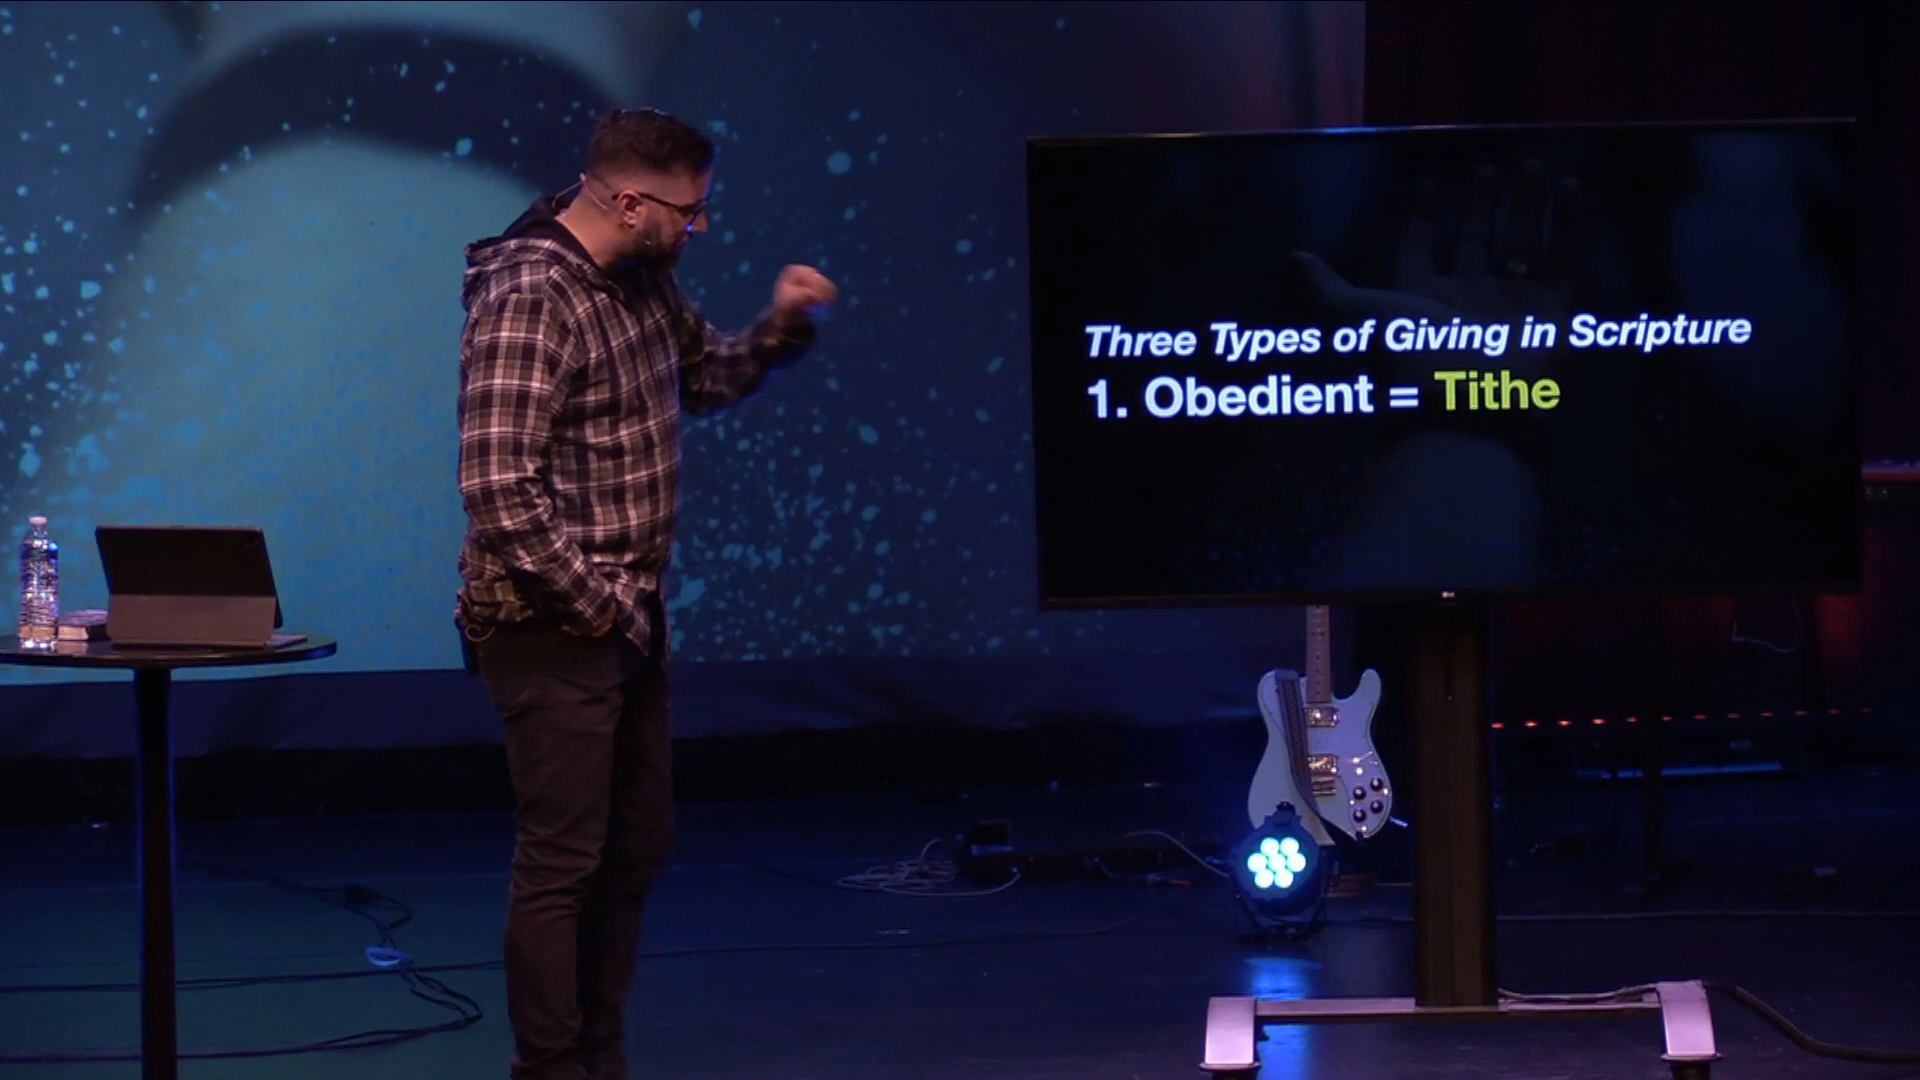 Three Types of Giving in Scripture
1. Obedient = Tithe